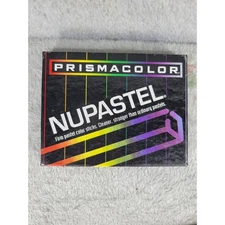 PRISMACOLOR®
NUPASTEL®
Firm pastel color sticks. Cleaner, stronger than ordinary pastels.